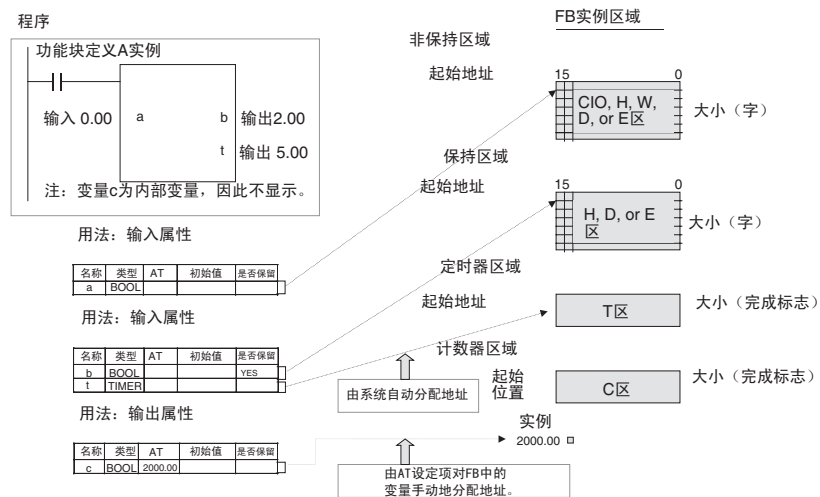 程序
功能块定义A实例
输入 0.00 a b 输出2.00
t 输出 5.00
注：变量c为内部变量，因此不显示。
用法：输入属性
名称 类型 AT 初始值 是否保留
a BOOL
用法：输入属性
名称 类型 AT 初始值 是否保留
b BOOL YES
t TIMER
用法：输出属性
名称 类型 AT 初始值 是否保留
c BOOL 2000.00
FB实例区域
非保持区域
起始地址
15 0
CIO, H, W,
D, or E区
大小（字）
保持区域
起始地址
15 0
H, D, or E
区
大小（字）
定时器区域
起始地址
T区
大小（完成标志）
计数器区域
起始
位置
C区
大小（完成标志）
由系统自动分配地址
实例
2000.00
由AT设定项对FB中的
变量手动地分配地址。